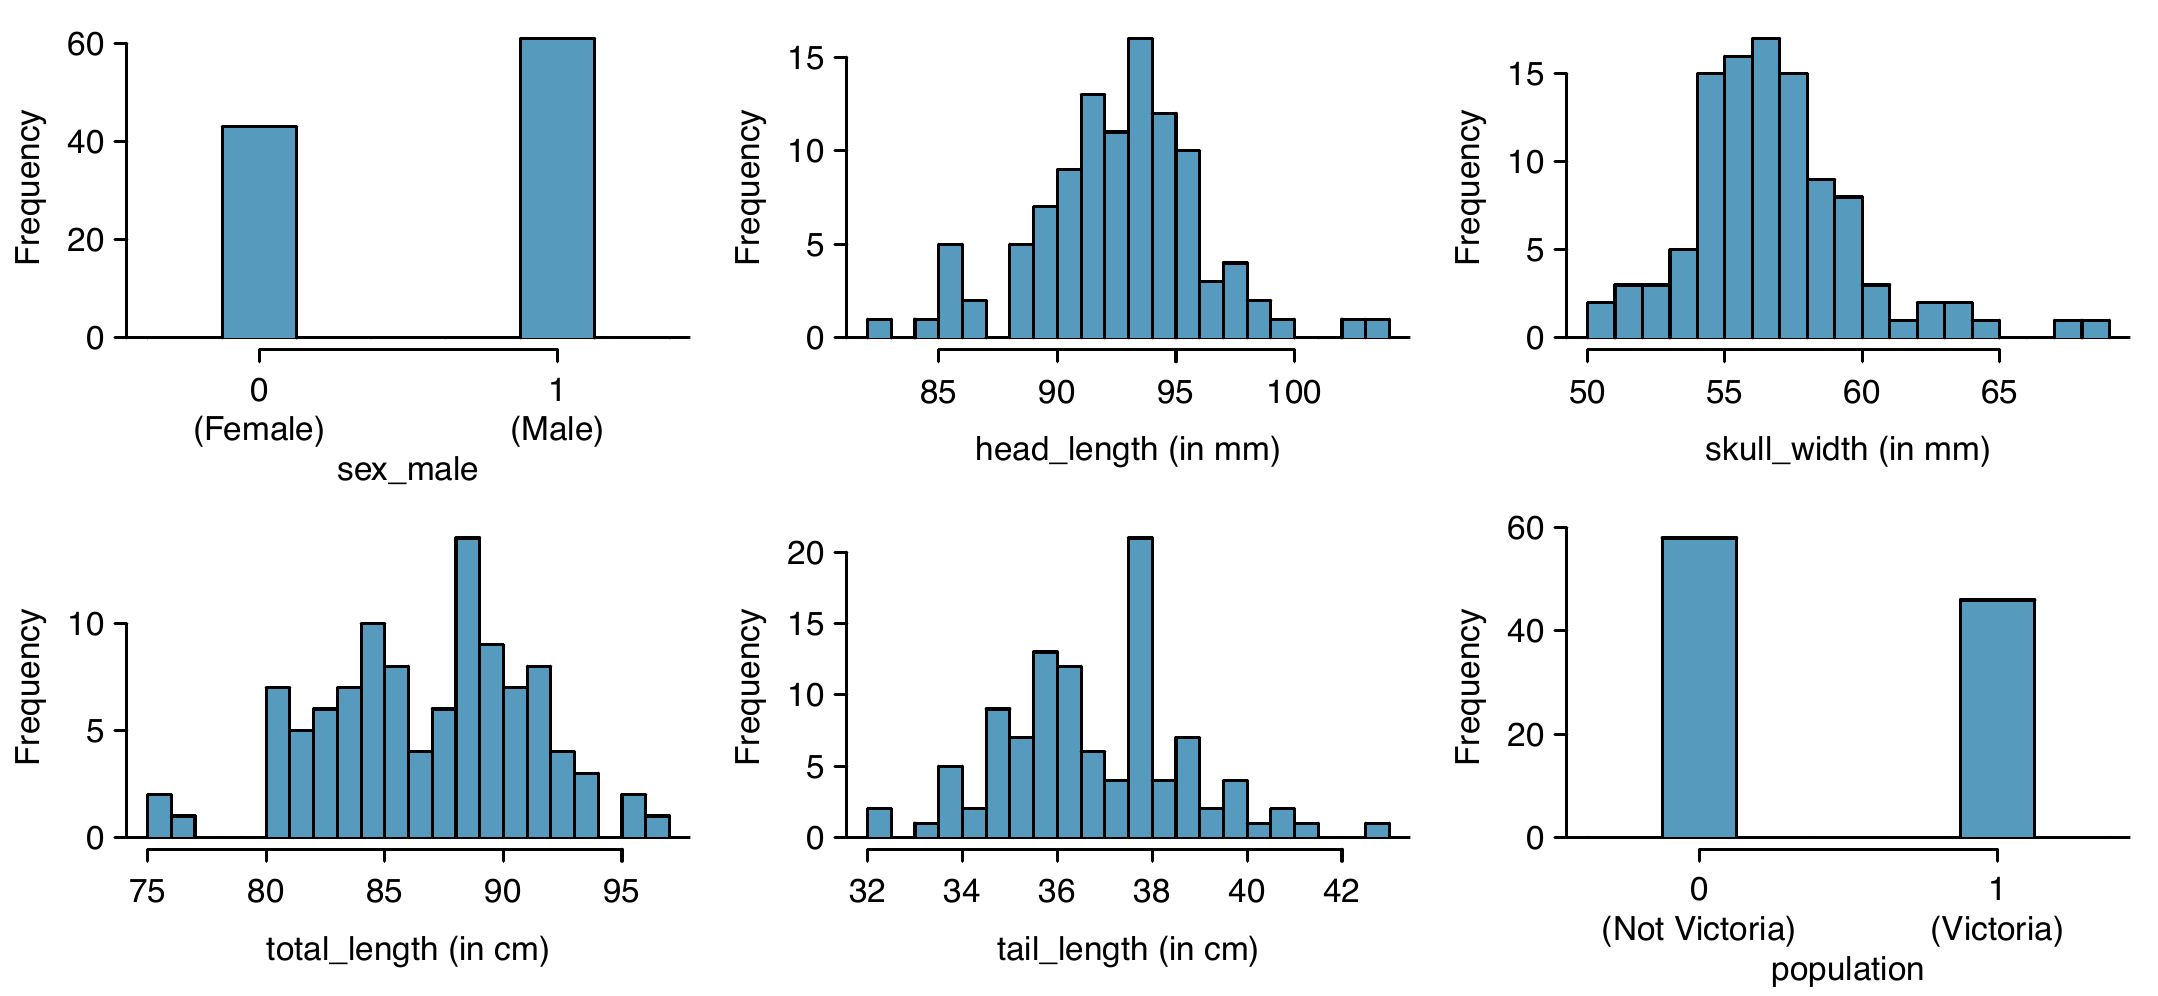 Frequency
60
40
20
0
0
1
(Female)
(Male)
sex_male
Frequency
15
10
5
0
85 90 95 100
head_length (in mm)
Frequency
15
10
5
0
50 55 60 65
skull_width (in mm)
Frequency
10
5
0
75 80 85 90 95
total_length (in cm)
Frequency
20
15
10
5
0
32 34 36 38 40 42
tail_length (in cm)
Frequency
60
40
20
0
0
1
(Not Victoria)
(Victoria)
population